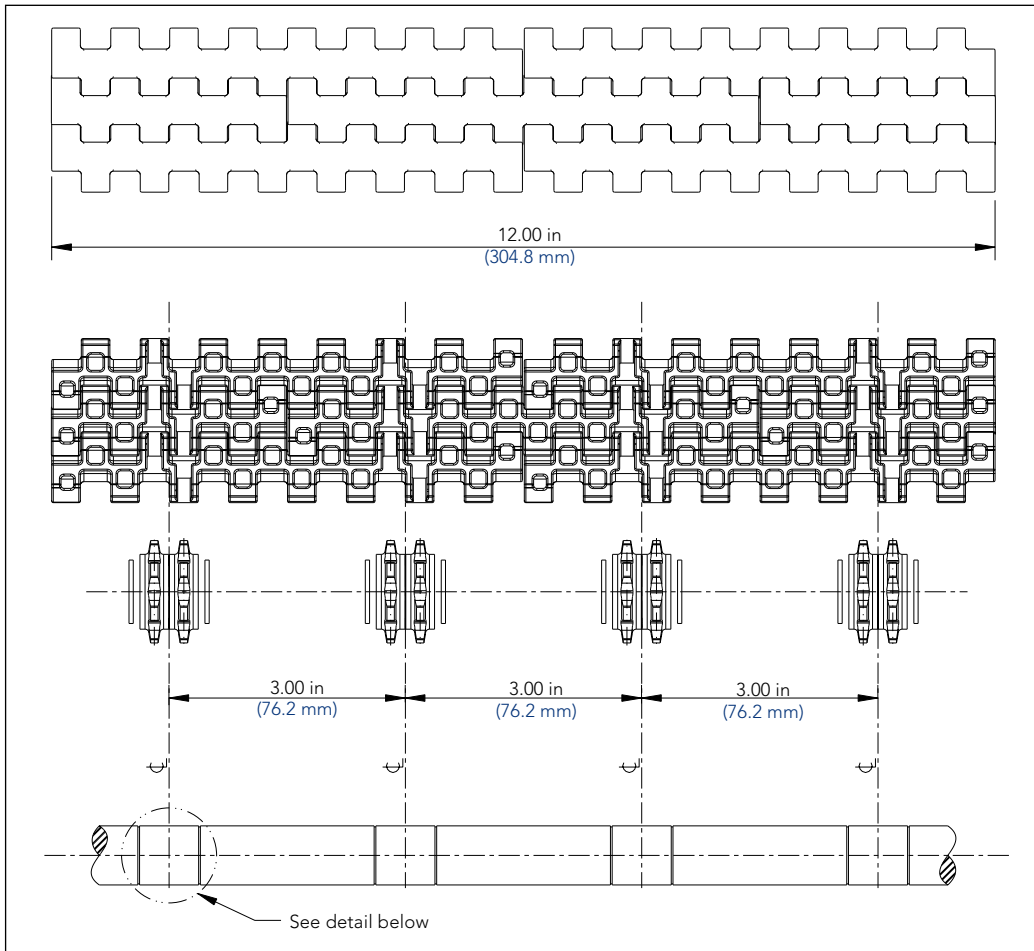 12.00 in
(304.8 mm)
3.00 in
(76.2 mm)
3.00 in
(76.2 mm)
3.00 in
(76.2 mm)
See detail below